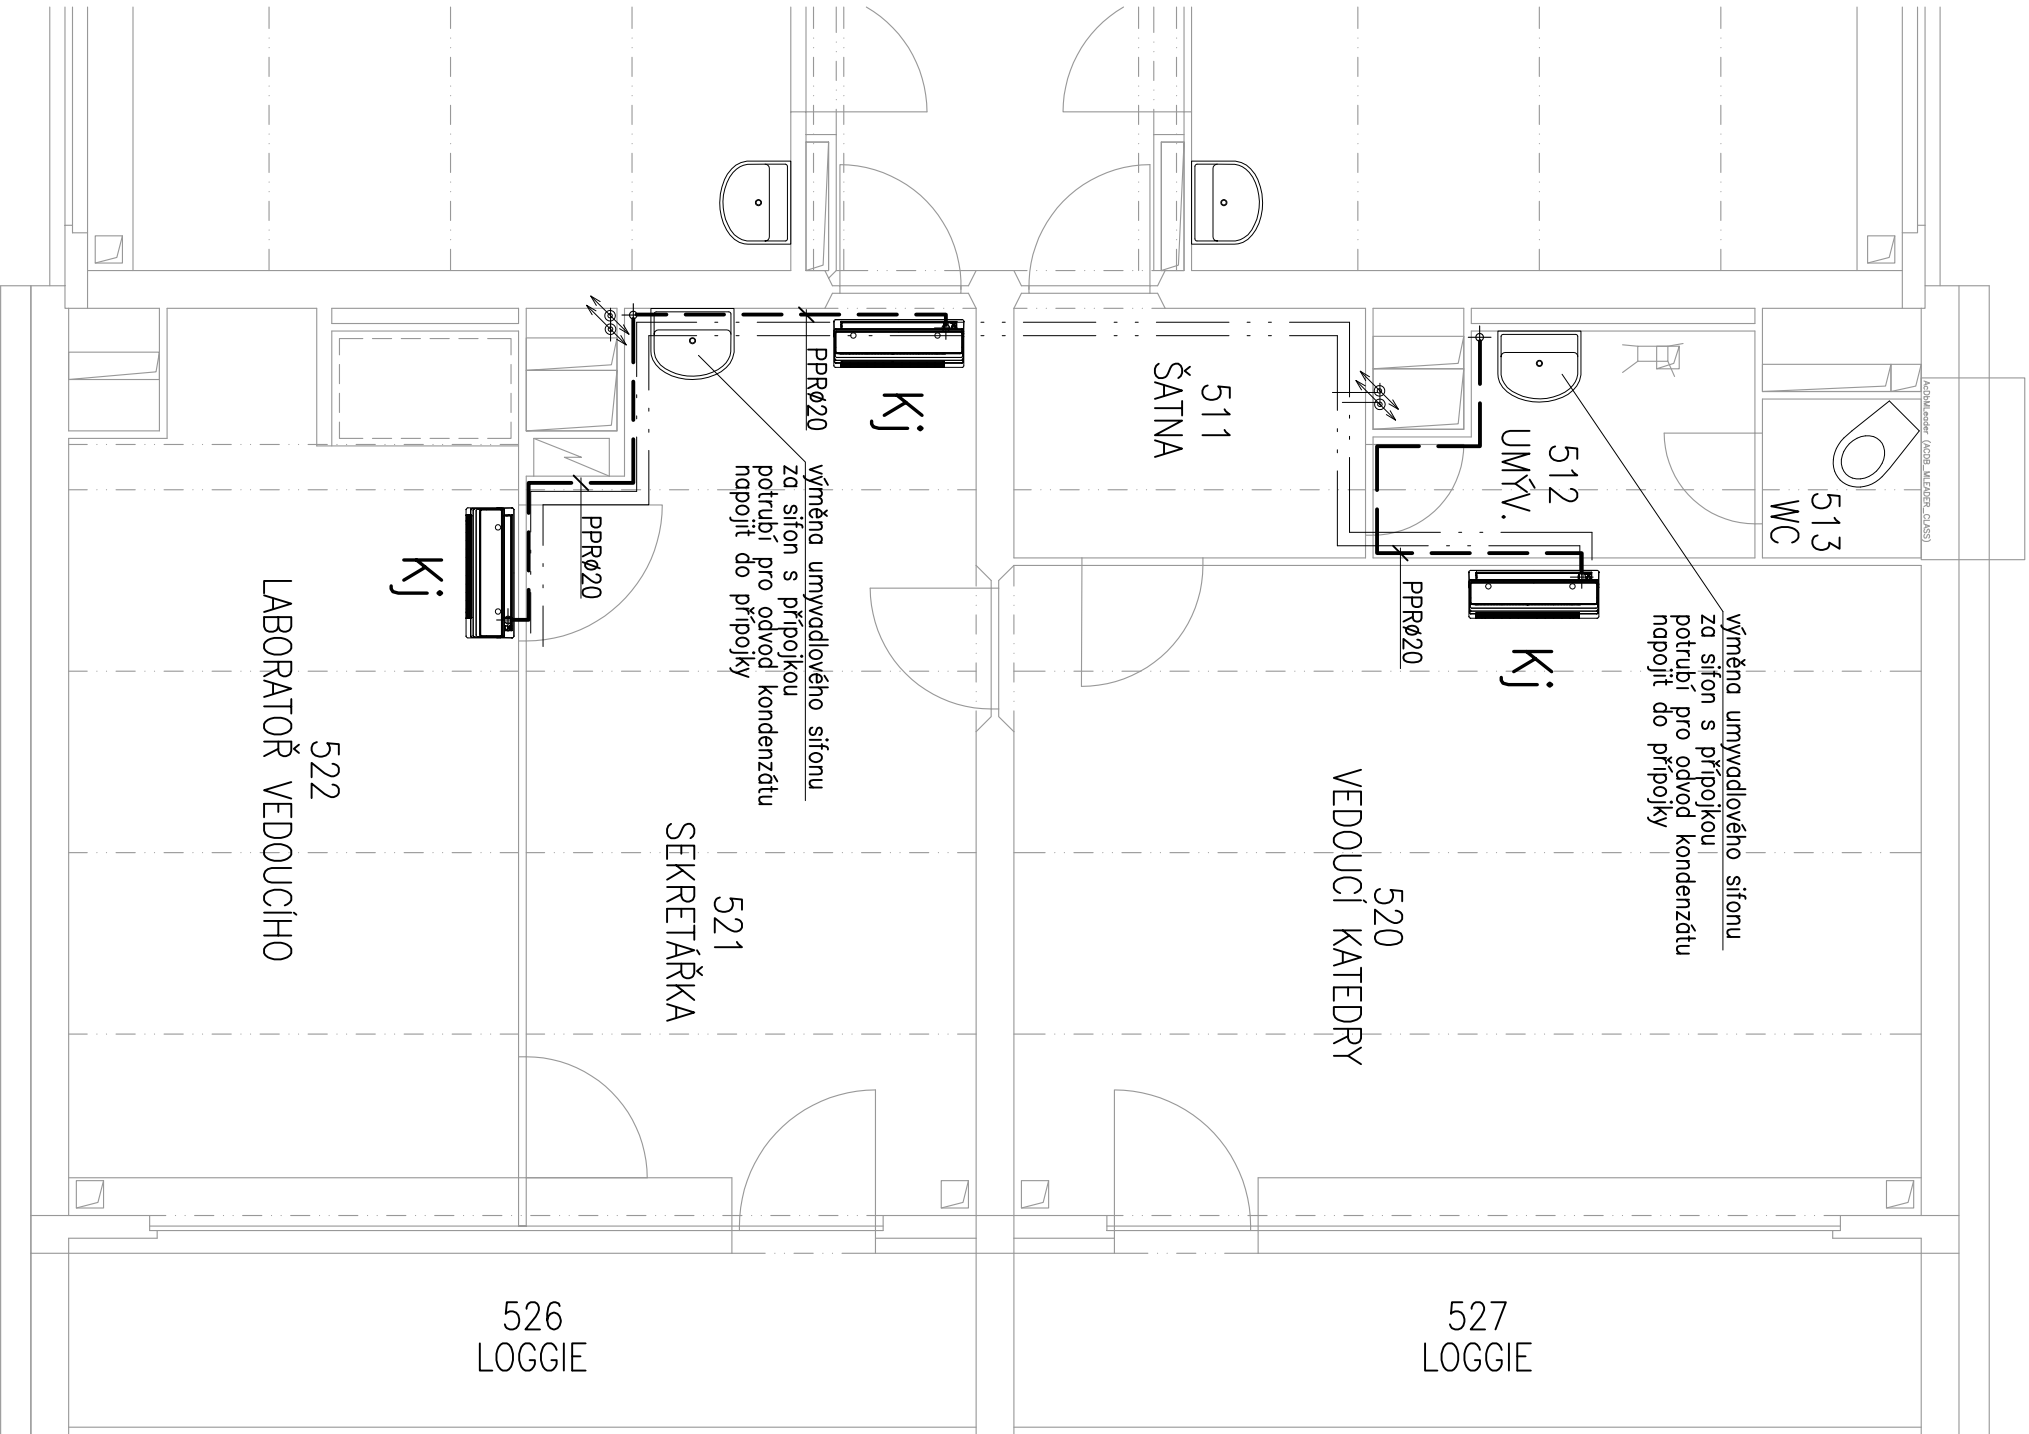 PPRø20
Kj
výměna umyvadlového sifonu
za sifon s přípojkou
potrubí pro odvod kondenzátu
napojit do přípojky
PPRø20
Kj
511
ŠATNA
512
UMÝV.
513
WC
AcDbMLeader (ACDB_MLEADER_CLASS)
PPRø20
Kj
výměna umyvadlového sifonu
za sifon s přípojkou
potrubí pro odvod kondenzátu
napojit do přípojky
522
LABORATOŘ VEDOUCÍHO
521
SEKRETÁŘKA
520
VEDOUCÍ KATEDRY
526
LOGGIE
527
LOGGIE